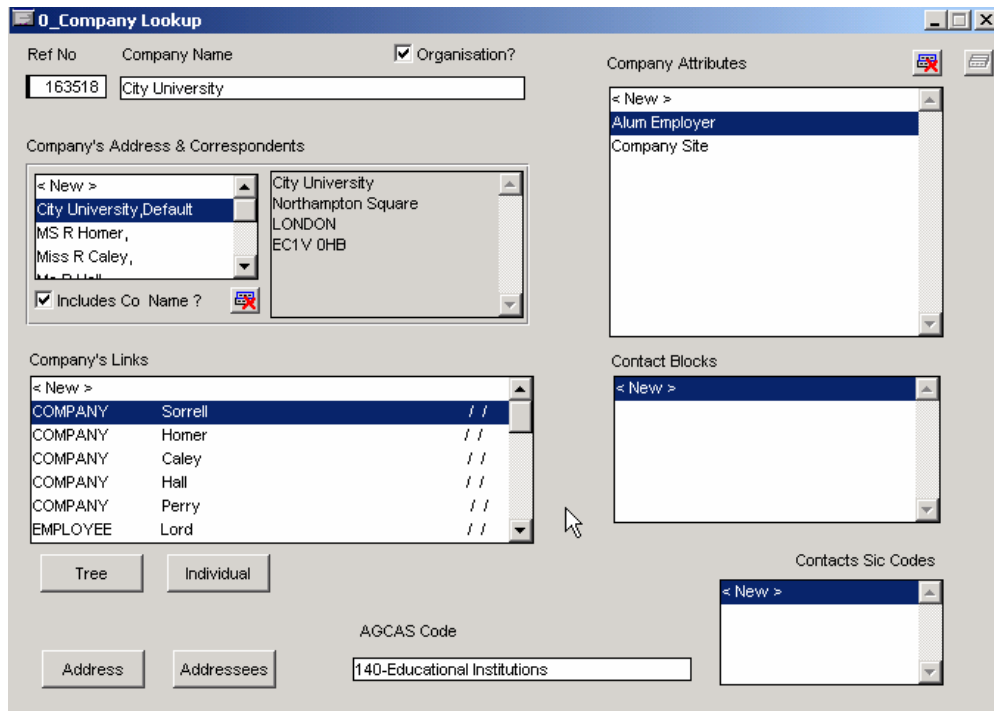 0_Company Lookup
Ref No Company Name Organisation?
163518 City University
Company's Address & Correspondents
< New >
City University,Default
MS R Homer,
Miss R Caley,
City University
Northampton Square
LONDON
EC1V 0HB
Includes Co Name ?
Company's Links
< New >
COMPANY Sorrell / /
COMPANY Homer / /
COMPANY Caley / /
COMPANY Hall / /
COMPANY Perry / /
EMPLOYEE Lord / /
Tree Individual
Address Addressees
AGCAS Code
140-Educational Institutions
Company Attributes
< New >
Alum Employer
Company Site
Contact Blocks
< New >
Contacts Sic Codes
< New >